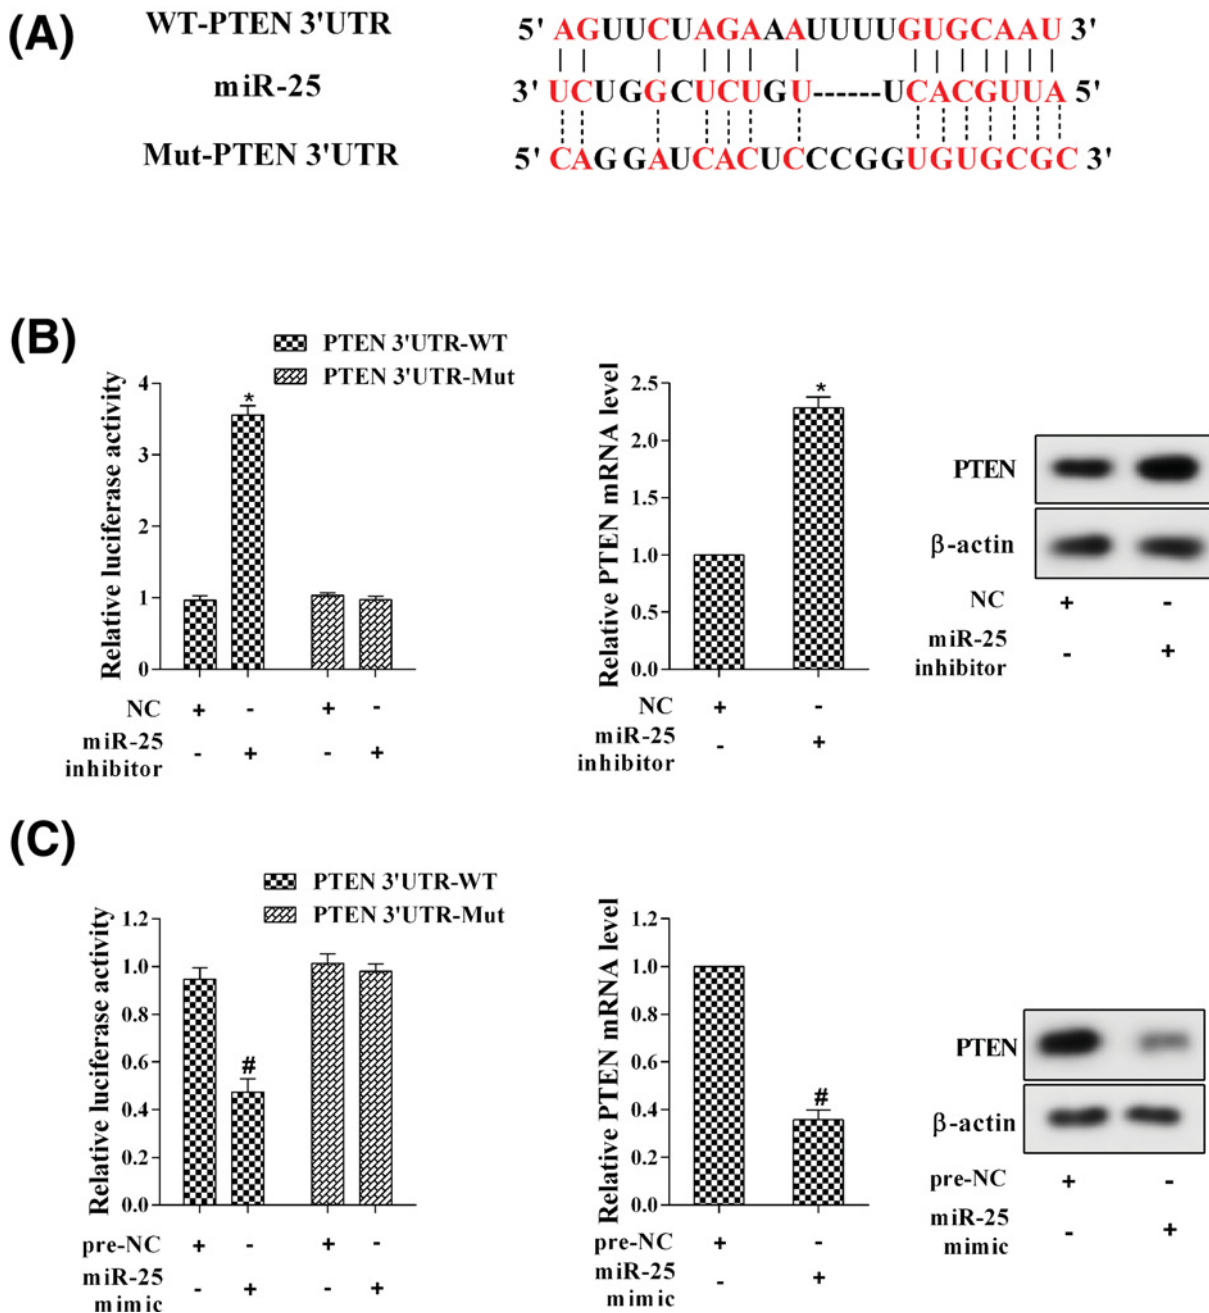 (A)
WT-PTEN 3'UTR
5' AGUUCUAGAAAUUUUGUGCAAU 3'
miR-25
3' UCUGGCUCUGU------UCACGUUA 5'
Mut-PTEN 3'UTR
5' CAGGAUCACUCCCGGUGUGCGC 3'
(B)
PTEN 3'UTR-WT
PTEN 3'UTR-Mut
Relative luciferase activity
4
3
2
1
0
*
NC + - + -
miR-25
inhibitor
- + - +
Relative PTEN mRNA level
2.5
2.0
1.5
1.0
0.5
0.0
*
NC + -
miR-25
inhibitor
- +
PTEN
β-actin
NC + -
miR-25
inhibitor
- +
(C)
PTEN 3'UTR-WT
PTEN 3'UTR-Mut
Relative luciferase activity
1.2
1.0
0.8
0.6
0.4
0.2
0.0
#
pre-NC + - + -
miR-25
mimic
- + - +
Relative PTEN mRNA level
1.2
1.0
0.8
0.6
0.4
0.2
0.0
#
pre-NC + -
miR-25
mimic
- +
PTEN
β-actin
pre-NC + -
miR-25
mimic
- +